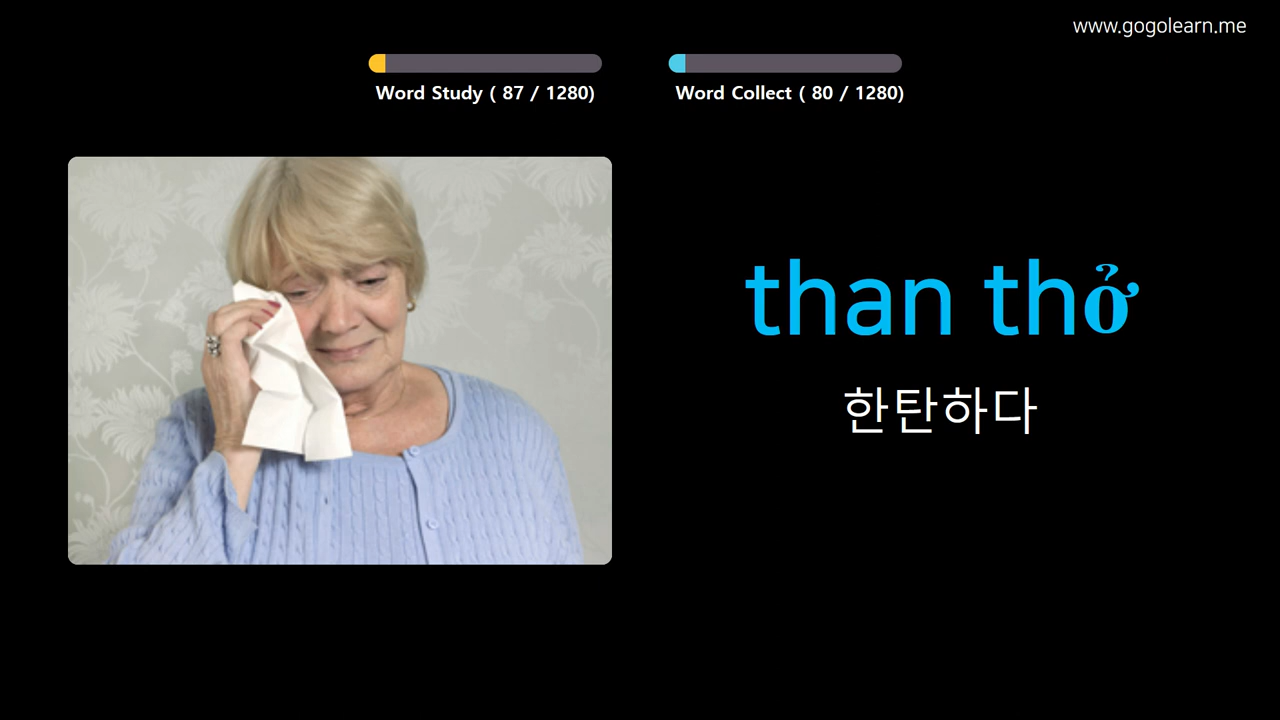 www.gogolearn.me
Word Study ( 87 / 1280)
Word Collect ( 80 / 1280)
than thở
한탄하다